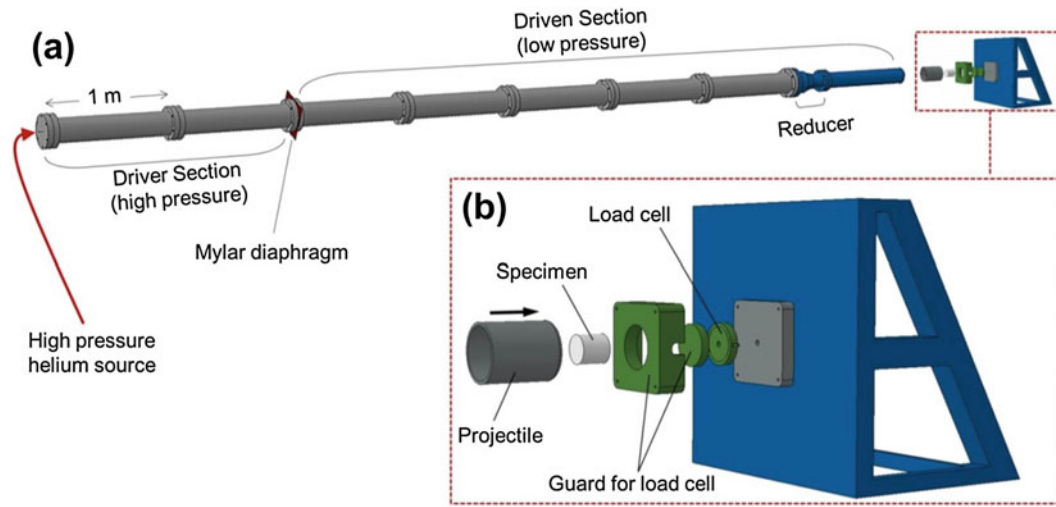 (a)
Driven Section
(low pressure)
1 m
Reducer
Driver Section
(high pressure)
Mylar diaphragm
High pressure
helium source
(b)
Load cell
Specimen
Projectile
Guard for load cell